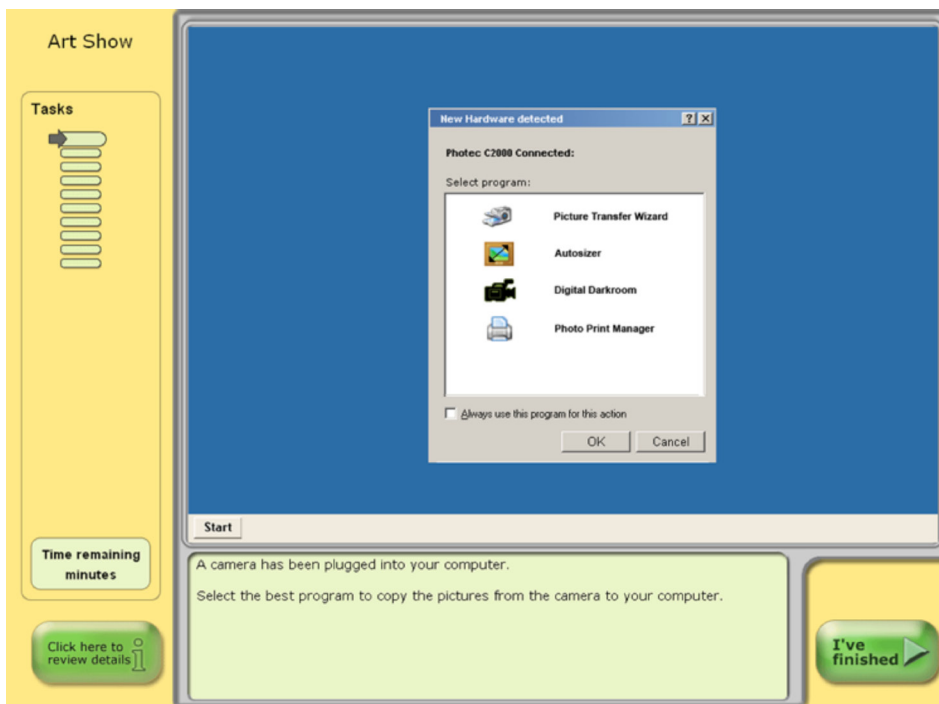 Art Show
Tasks
Time remaining
minutes
Click here to
review details
New Hardware detected
Photec C2000 Connected:
Select program:
Picture Transfer Wizard
Autosizer
Digital Darkroom
Photo Print Manager
Always use this program for this action
OK Cancel
Start
A camera has been plugged into your computer.
Select the best program to copy the pictures from the camera to your computer.
I've
finished